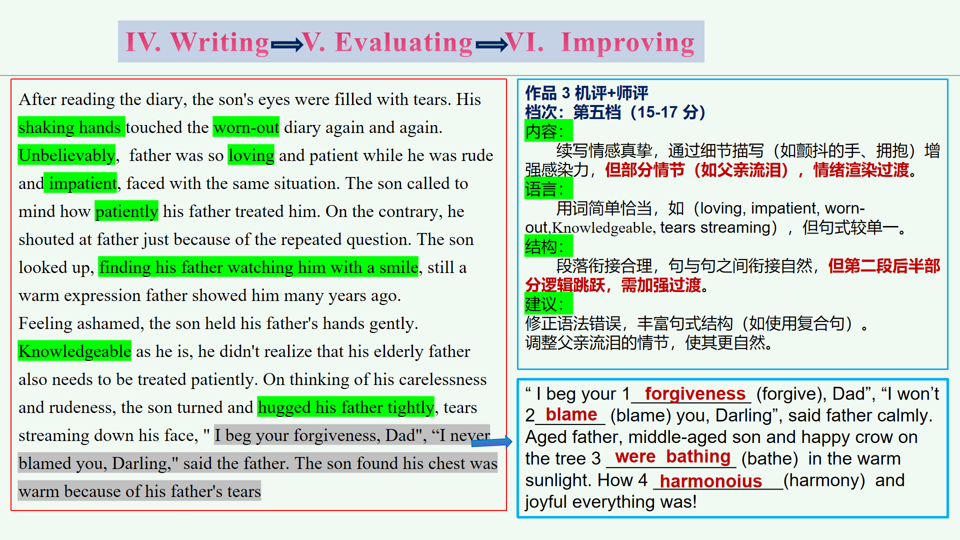 IV. Writing⟹V. Evaluating⟹VI. Improving
After reading the diary, the son's eyes were filled with tears. His
shaking hands touched the worn-out diary again and again.
Unbelievably, father was so loving and patient while he was rude
and impatient, faced with the same situation. The son called to
mind how patiently his father treated him. On the contrary, he
shouted at father just because of the repeated question. The son
looked up, finding his father watching him with a smile, still a
warm expression father showed him many years ago.
Feeling ashamed, the son held his father's hands gently.
Knowledgeable as he is, he didn't realize that his elderly father
also needs to be treated patiently. On thinking of his carelessness
and rudeness, the son turned and hugged his father tightly, tears
streaming down his face, " I beg your forgiveness, Dad", “I never
blamed you, Darling," said the father. The son found his chest was
warm because of his father's tears
作品 3 机评+师评
档次：第五档（15-17 分）
内容：
续写情感真挚，通过细节描写（如颤抖的手、拥抱）增
强感染力，但部分情节（如父亲流泪），情绪渲染过渡。
语言：
用词简单恰当，如（loving, impatient, worn-
out,Knowledgeable, tears streaming），但句式较单一。
结构：
段落衔接合理，句与句之间衔接自然，但第二段后半部
分逻辑跳跃，需加强过渡。
建议：
修正语法错误，丰富句式结构（如使用复合句）。
调整父亲流泪的情节，使其更自然。
“ I beg your 1 forgiveness (forgive), Dad”, “I won’t
2 blame (blame) you, Darling”, said father calmly.
Aged father, middle-aged son and happy crow on
the tree 3 were bathing (bathe) in the warm
sunlight. How 4 harmonoius (harmony) and
joyful everything was!